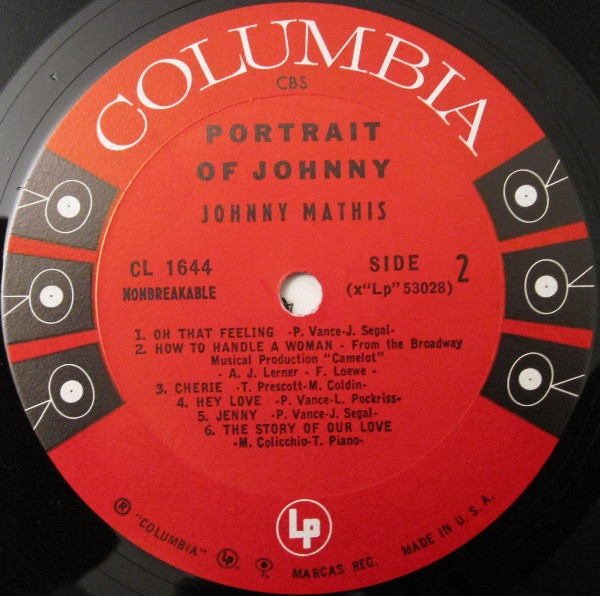 COLUMBIA
CBS
PORTRAIT
OF JOHNNY
JOHNNY MATHIS
CL 1644
NONBREAKABLE
SIDE 2
(x"Lp" 53028)
1. OH THAT FEELING -P. Vance-J. Segal-
2. HOW TO HANDLE A WOMAN - From the Broadway
Musical Production "Camelot"
- A. J. Lerner - F. Loewe -
3. CHERIE -T. Prescott-M. Coldin-
4. HEY LOVE -P. Vance-L. Pockriss-
5. JENNY -P. Vance-J. Segal-
6. THE STORY OF OUR LOVE
-M. Colicchio-T. Piano-
Lp
® "COLUMBIA" Lp. MARCAS REG. MADE IN U.S.A.